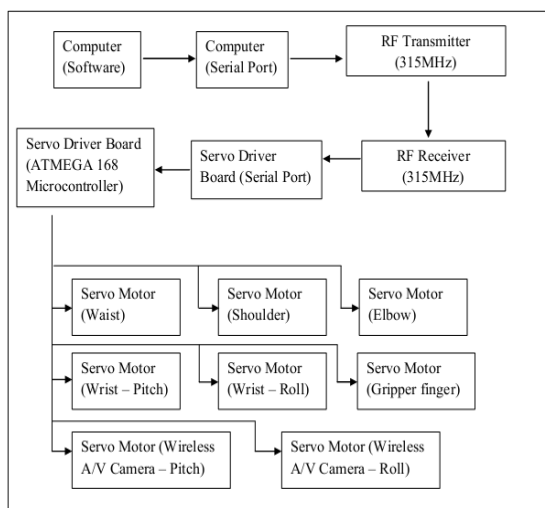 Computer
(Software)
Computer
(Serial Port)
RF Transmitter
(315MHz)
Servo Driver Board
(ATMEGA 168
Microcontroller)
Servo Driver
Board (Serial Port)
RF Receiver
(315MHz)
Servo Motor
(Waist)
Servo Motor
(Shoulder)
Servo Motor
(Elbow)
Servo Motor
(Wrist – Pitch)
Servo Motor
(Wrist – Roll)
Servo Motor
(Gripper finger)
Servo Motor (Wireless
A/V Camera – Pitch)
Servo Motor (Wireless
A/V Camera – Roll)